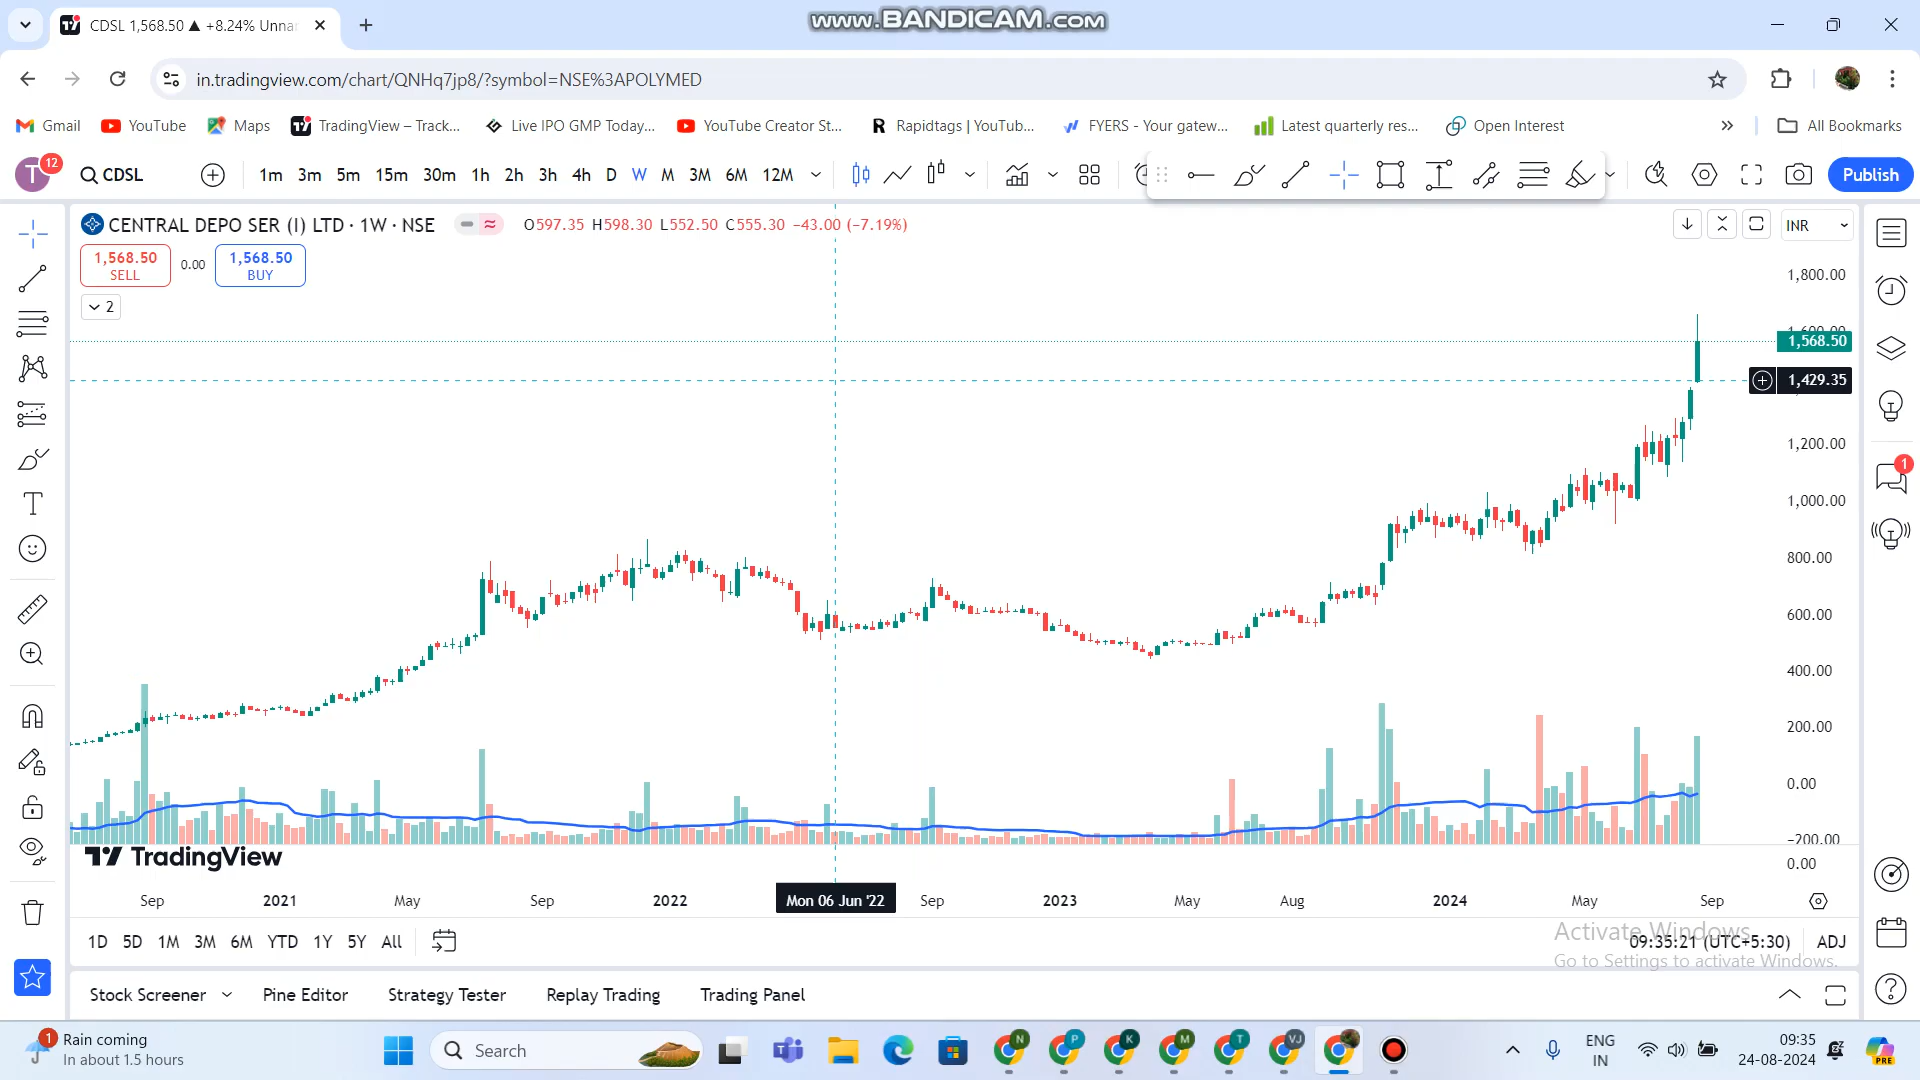 CDSL 1,568.50 ▲ +8.24% Unna
www.BANDICAM.com
in.tradingview.com/chart/QNHq7jp8/?symbol=NSE%3APOLYMED
Gmail YouTube Maps TradingView – Track... Live IPO GMP Today,... YouTube Creator St... Rapidtags | YouTub... FYERS - Your gatew... Latest quarterly res... Open Interest » All Bookmarks
T 12 CDSL 1m 3m 5m 15m 30m 1h 2h 3h 4h D W M 3M 6M 12M Publish
CENTRAL DEPO SER (I) LTD · 1W · NSE O597.35 H598.30 L552.50 C555.30 −43.00 (−7.19%) INR
1,568.50 SELL 0.00 1,568.50 BUY
2
1,800.00
1,600.00
1,568.50
1,429.35
1,200.00
1,000.00
800.00
600.00
400.00
200.00
0.00
−200.00
0.00
1
TradingView
Sep 2021 May Sep 2022 Mon 06 Jun '22 Sep 2023 May Aug 2024 May Sep
1D 5D 1M 3M 6M YTD 1Y 5Y All 09:35:21 (UTC+5:30) ADJ
Activate Windows
Go to Settings to activate Windows.
Stock Screener Pine Editor Strategy Tester Replay Trading Trading Panel
1 Rain coming
In about 1.5 hours
Search
N P K M T VJ
ENG
IN
09:35
24-08-2024
PRE